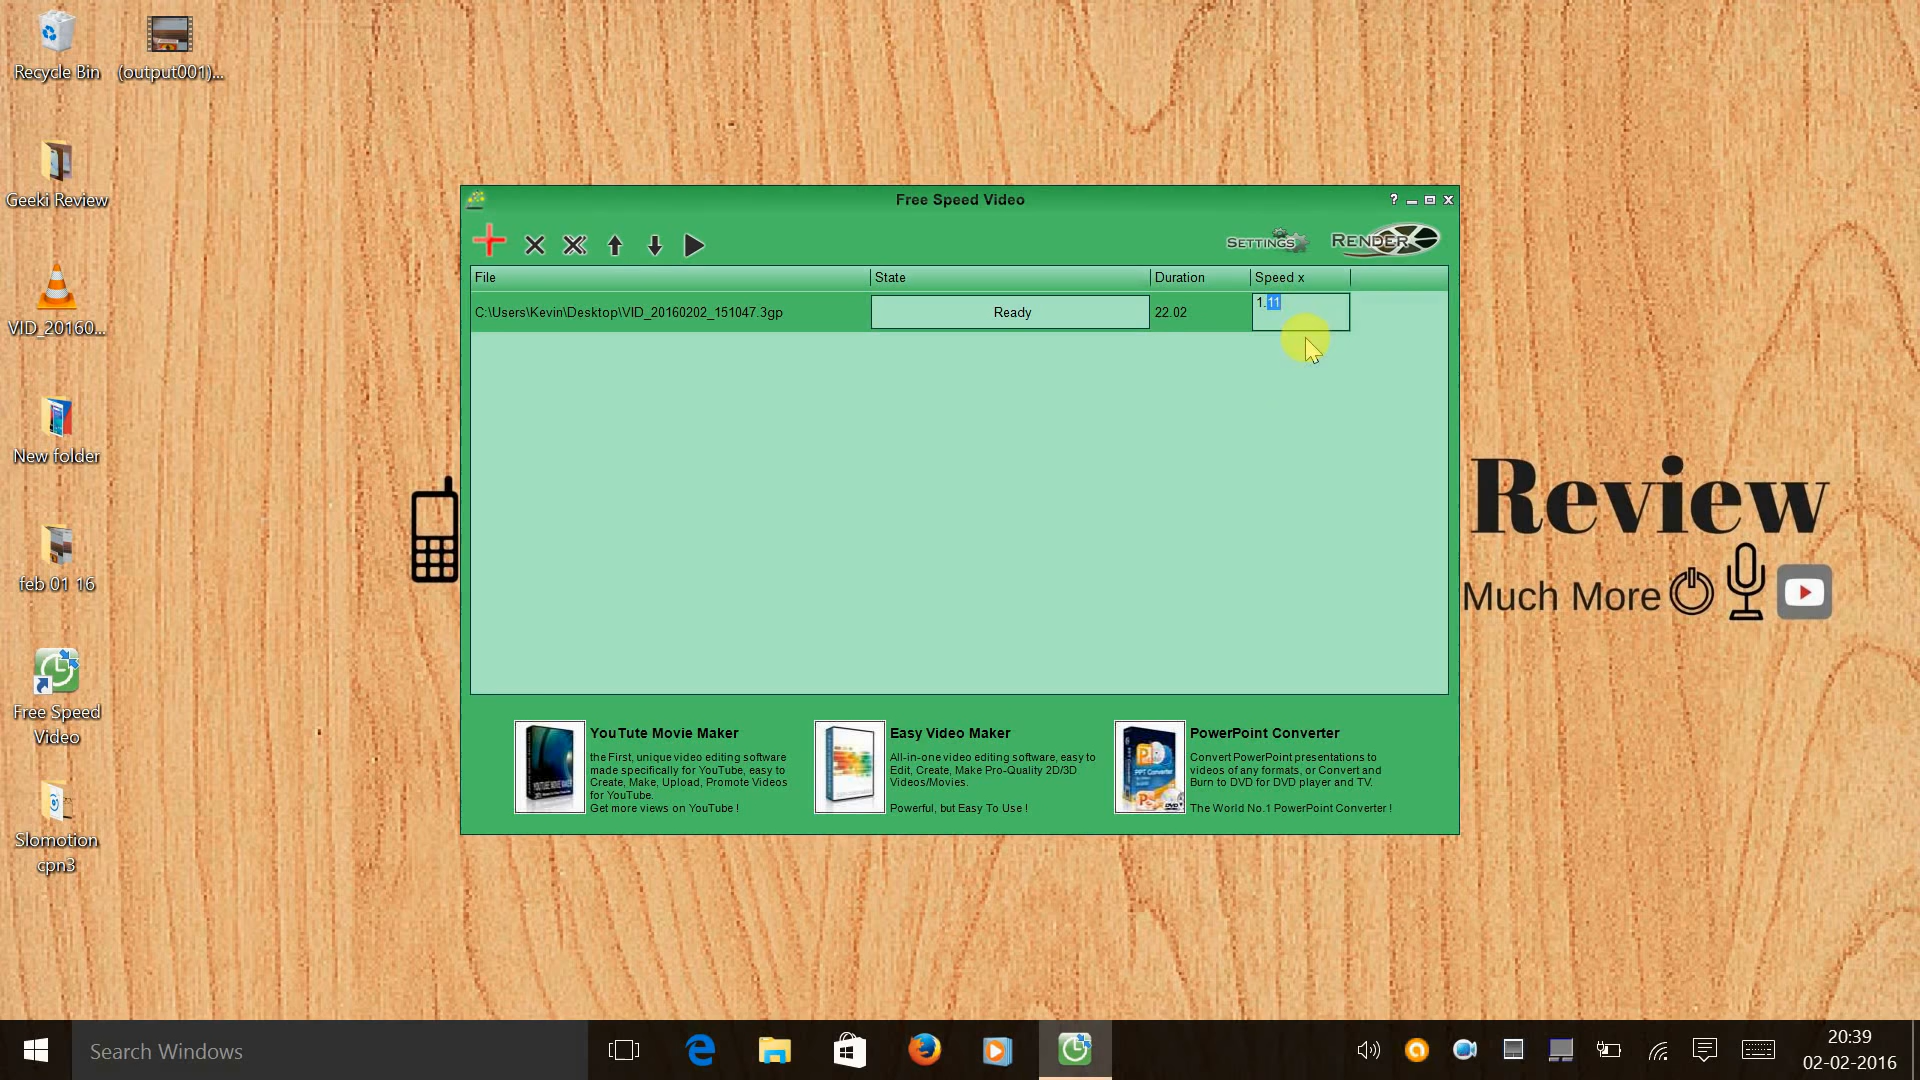 Recycle Bin
(output001)...
Geeki Review
VID_20160...
New folder
feb 01 16
Free Speed
Video
Slomotion
cpn3
Free Speed Video
?
SETTINGS
RENDER
File
State
Duration
Speed x
C:\Users\Kevin\Desktop\VID_20160202_151047.3gp
Ready
22.02
1.11
YouTute Movie Maker
the First, unique video editing software
made specifically for YouTube, easy to
Create, Make, Upload, Promote Videos
for YouTube.
Get more views on YouTube !
Easy Video Maker
All-in-one video editing software, easy to
Edit, Create, Make Pro-Quality 2D/3D
Videos/Movies.
Powerful, but Easy To Use !
PowerPoint Converter
Convert PowerPoint presentations to
videos of any formats, or Convert and
Burn to DVD for DVD player and TV.
The World No.1 PowerPoint Converter !
Review
Much More
Search Windows
20:39
02-02-2016